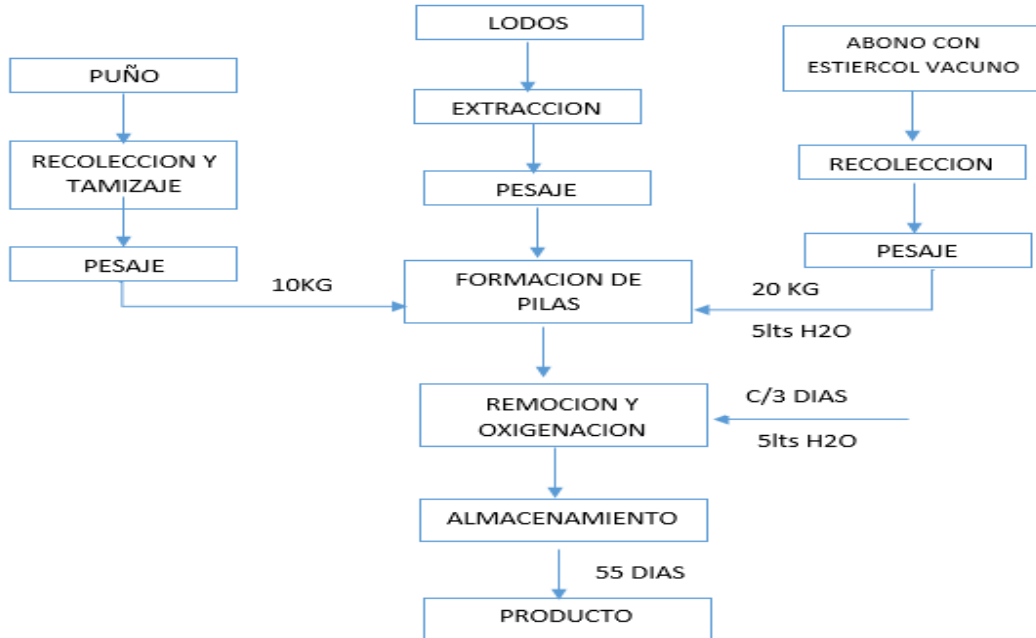 LODOS
PUÑO
ABONO CON
ESTIERCOL VACUNO
EXTRACCION
RECOLECCION Y
TAMIZAJE
RECOLECCION
PESAJE
PESAJE
PESAJE
10KG
FORMACION DE
PILAS
20 KG
5lts H2O
REMOCION Y
OXIGENACION
C/3 DIAS
5lts H2O
ALMACENAMIENTO
55 DIAS
PRODUCTO